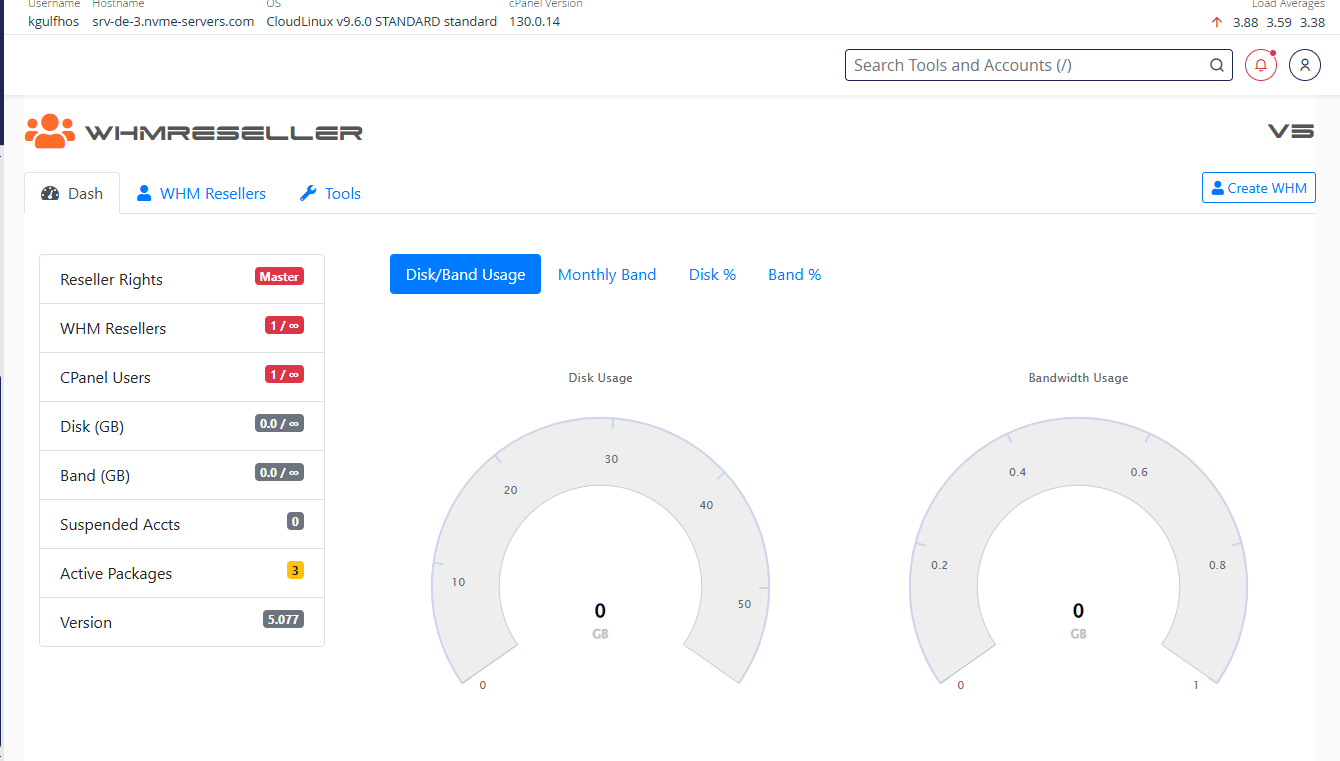 Username Hostname OS cPanel Version Load Averages
kgulfhos srv-de-3.nvme-servers.com CloudLinux v9.6.0 STANDARD standard 130.0.14 3.88 3.59 3.38
Search Tools and Accounts (/)
WHMRESELLER V5
Dash WHM Resellers Tools Create WHM
Reseller Rights Master
WHM Resellers 1 / ∞
CPanel Users 1 / ∞
Disk (GB) 0.0 / ∞
Band (GB) 0.0 / ∞
Suspended Accts 0
Active Packages 3
Version 5.077
Disk/Band Usage Monthly Band Disk % Band %
Disk Usage
0
10
20
30
40
50
0
GB
Bandwidth Usage
0
0.2
0.4
0.6
0.8
1
0
GB